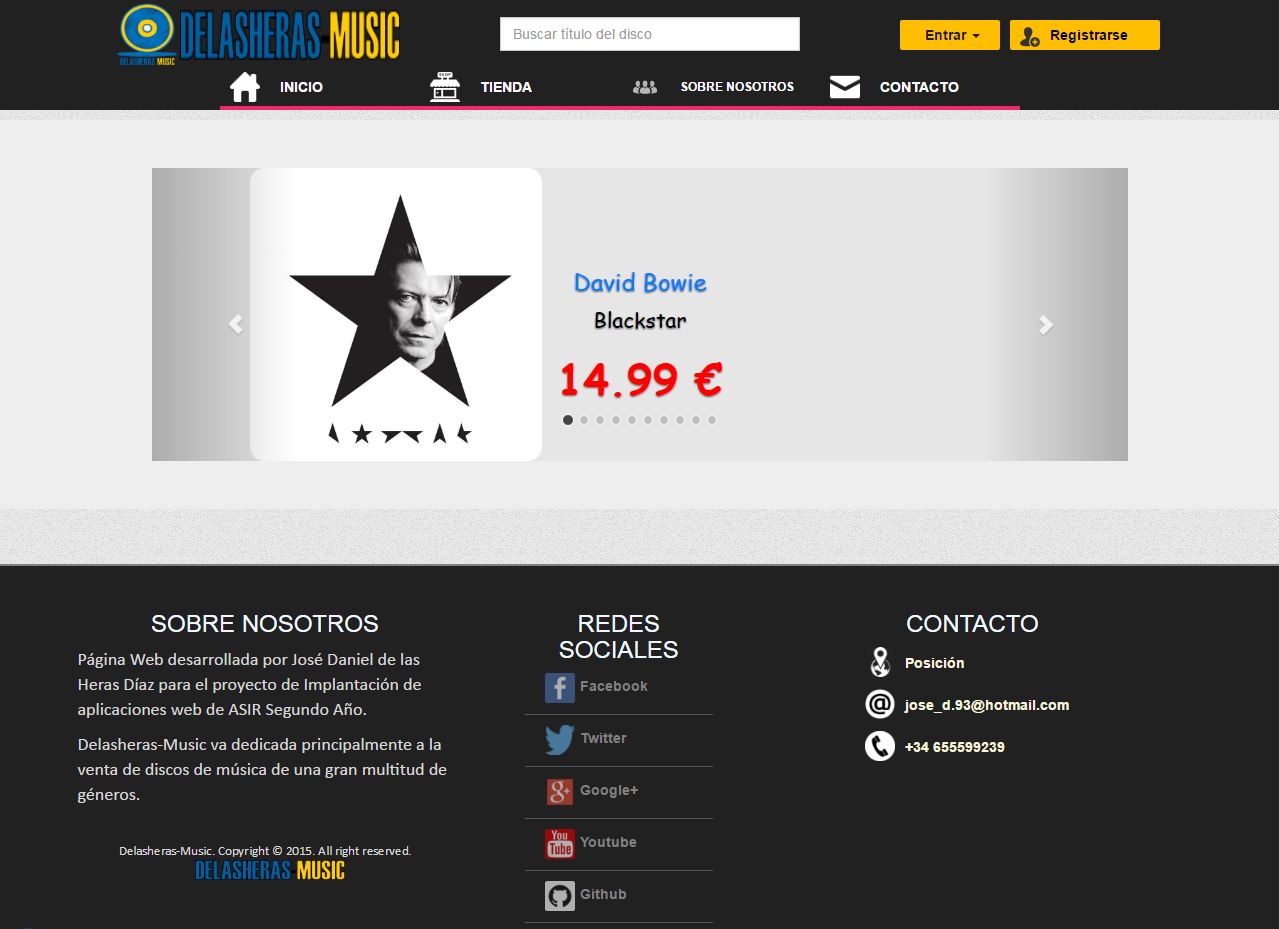 DELASHERAS MUSIC
DELASHERAS MUSIC
Buscar título del disco
Entrar
Registrarse
INICIO
SHOP
TIENDA
SOBRE NOSOTROS
CONTACTO
David Bowie
Blackstar
14.99 €
SOBRE NOSOTROS
Página Web desarrollada por José Daniel de las
Heras Díaz para el proyecto de Implantación de
aplicaciones web de ASIR Segundo Año.
Delasheras-Music va dedicada principalmente a la
venta de discos de música de una gran multitud de
géneros.
Delasheras-Music. Copyright © 2015. All right reserved.
DELASHERAS MUSIC
REDES
SOCIALES
f Facebook
Twitter
g+ Google+
You
Tube
Youtube
Github
CONTACTO
Posición
@ jose_d.93@hotmail.com
+34 655599239